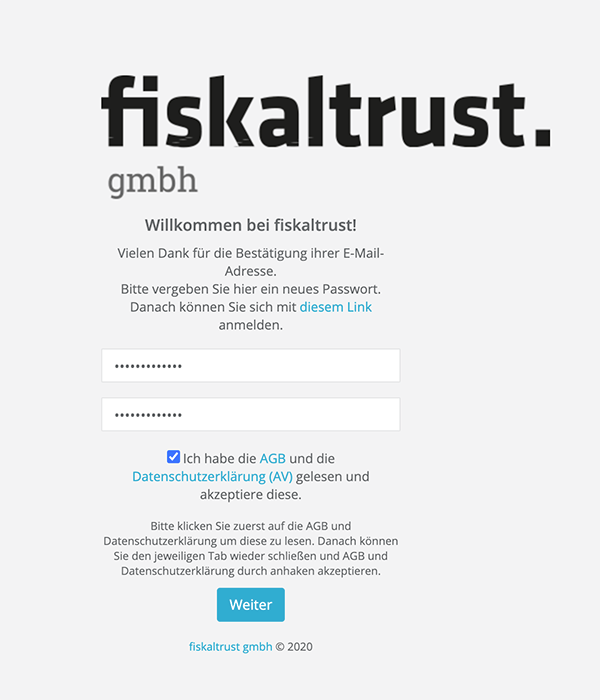 fiskaltrust.
gmbh
Willkommen bei fiskaltrust!
Vielen Dank für die Bestätigung ihrer E-Mail-
Adresse.
Bitte vergeben Sie hier ein neues Passwort.
Danach können Sie sich mit diesem Link
anmelden.
•••••••••••••
•••••••••••••
Ich habe die AGB und die
Datenschutzerklärung (AV) gelesen und
akzeptiere diese.
Bitte klicken Sie zuerst auf die AGB und
Datenschutzerklärung um diese zu lesen. Danach können
Sie den jeweiligen Tab wieder schließen und AGB und
Datenschutzerklärung durch anhaken akzeptieren.
Weiter
fiskaltrust gmbh © 2020